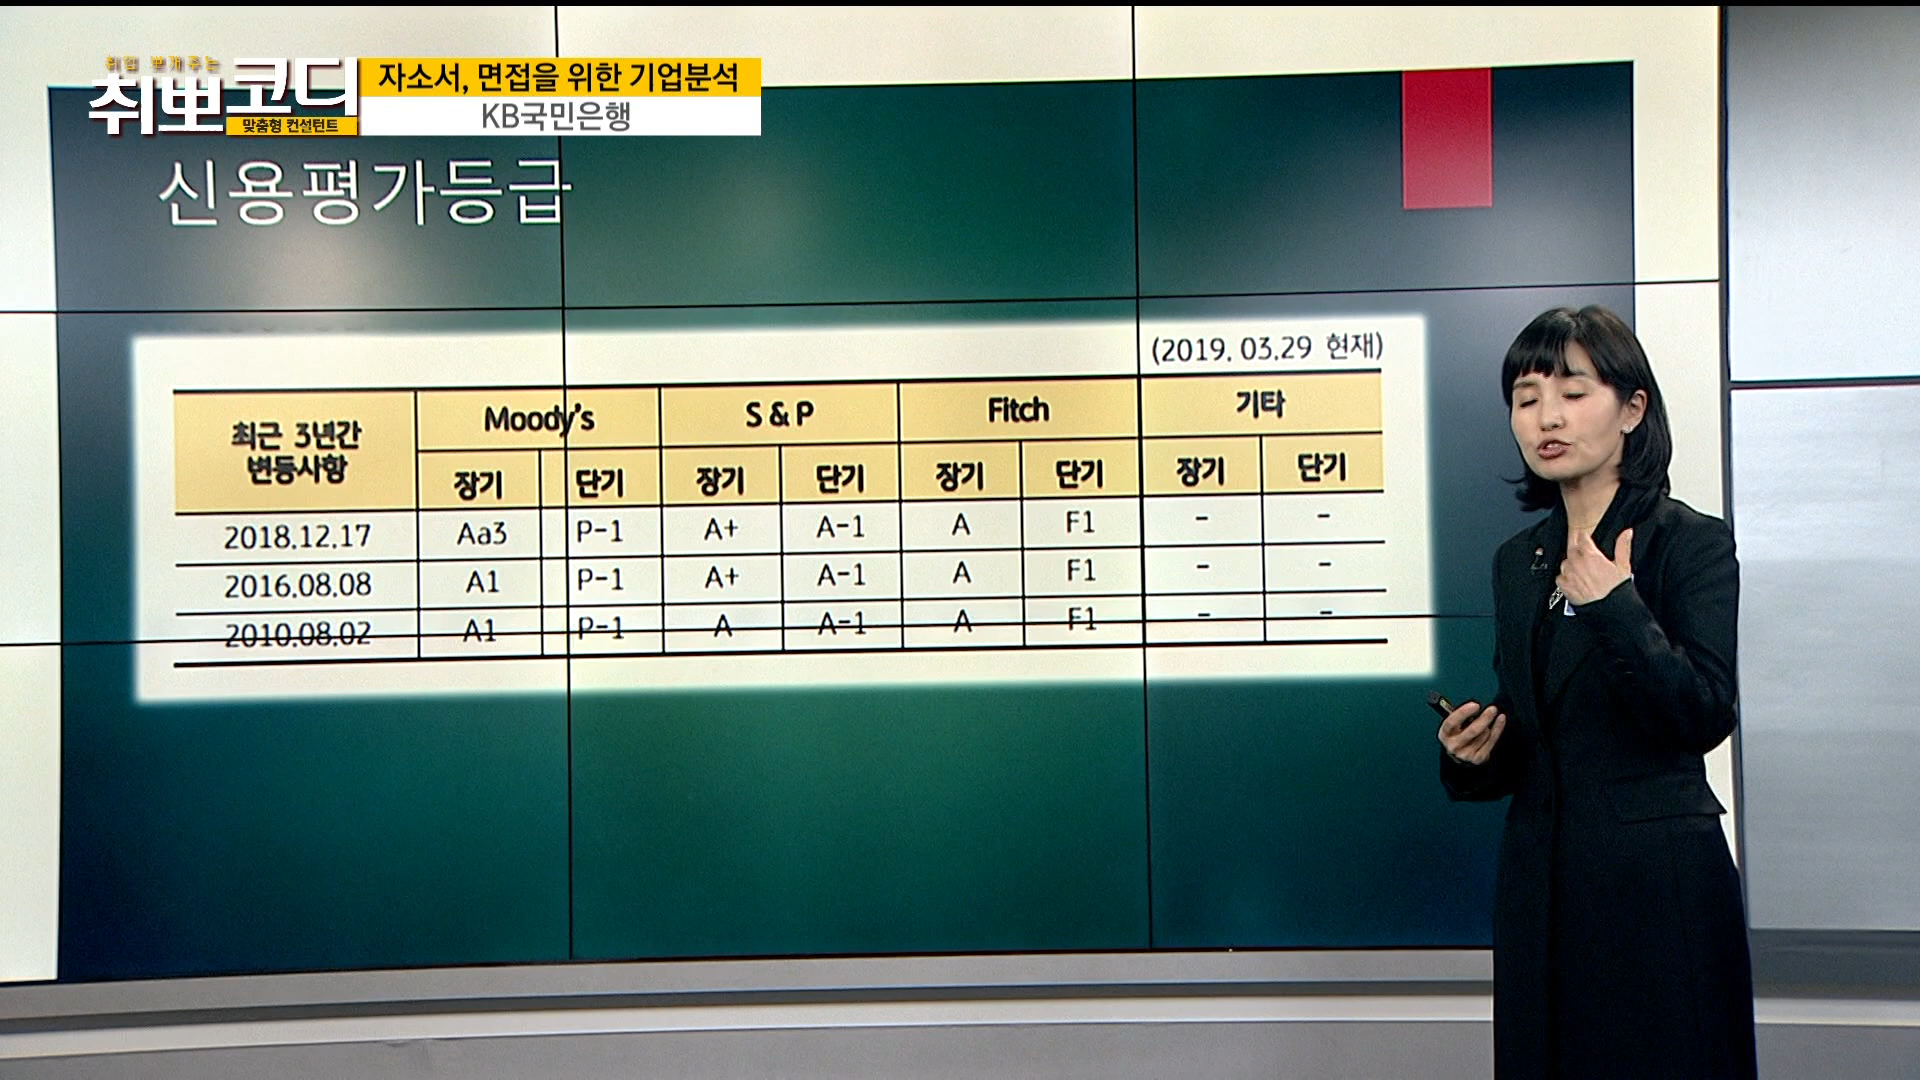 취업 뽀개주는
취뽀코디
맞춤형 컨설턴트
자소서, 면접을 위한 기업분석
KB국민은행
신용평가등급
(2019. 03.29 현재)
최근 3년간 변동사항 Moody's S & P Fitch 기타
장기 단기 장기 단기 장기 단기 장기 단기
2018.12.17 Aa3 P-1 A+ A-1 A F1 - -
2016.08.08 A1 P-1 A+ A-1 A F1 - -
2010.08.02 A1 P-1 A A-1 A F1 - -